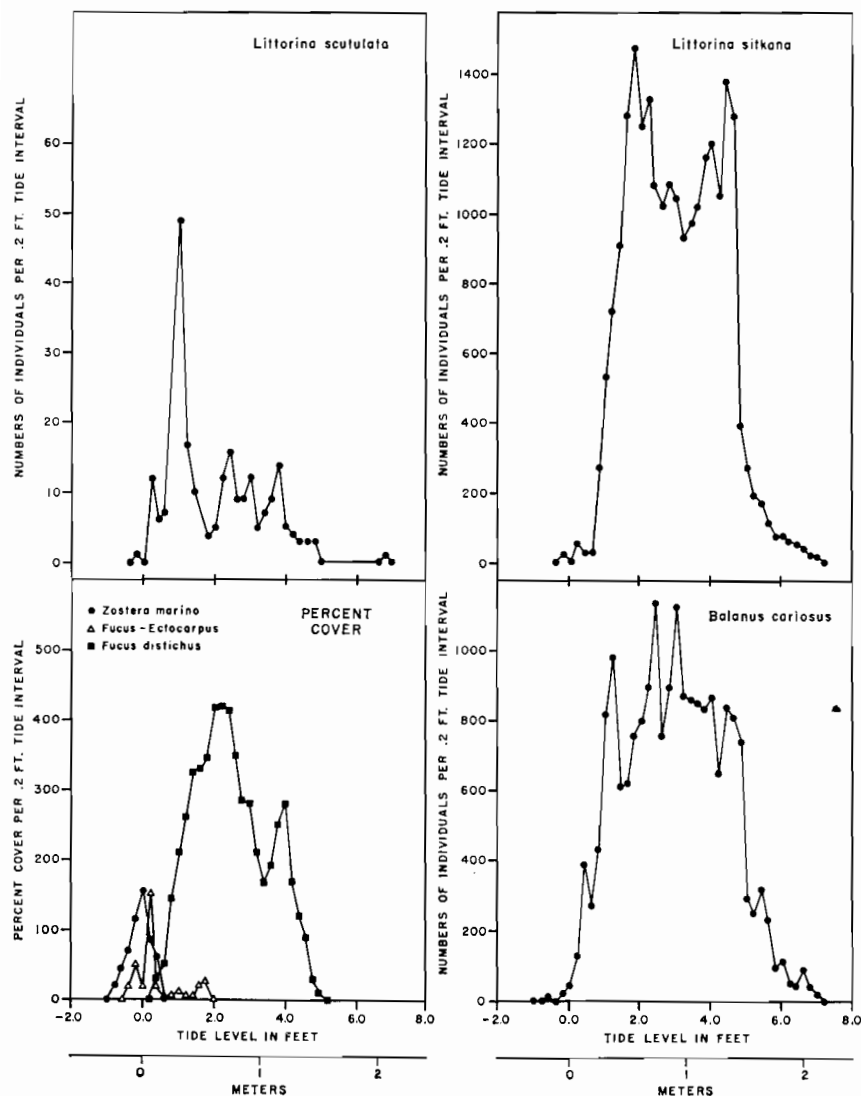 Littorina scutulata
NUMBERS OF INDIVIDUALS PER .2 FT. TIDE INTERVAL
60
50
40
30
20
10
0
Littorina sitkana
NUMBERS OF INDIVIDUALS PER .2 FT. TIDE INTERVAL
1400
1200
1000
800
600
400
200
0
Zostera marino
Fucus - Ectocarpus
Fucus distichus
PERCENT
COVER
PERCENT COVER PER .2 FT. TIDE INTERVAL
500
400
300
200
100
0
-2.0 0.0 2.0 4.0 6.0 8.0
TIDE LEVEL IN FEET
0 1 2
METERS
Balanus cariosus
NUMBERS OF INDIVIDUALS PER .2 FT. TIDE INTERVAL
1000
800
600
400
200
0
-2.0 0.0 2.0 4.0 6.0 8.0
TIDE LEVEL IN FEET
0 1 2
METERS